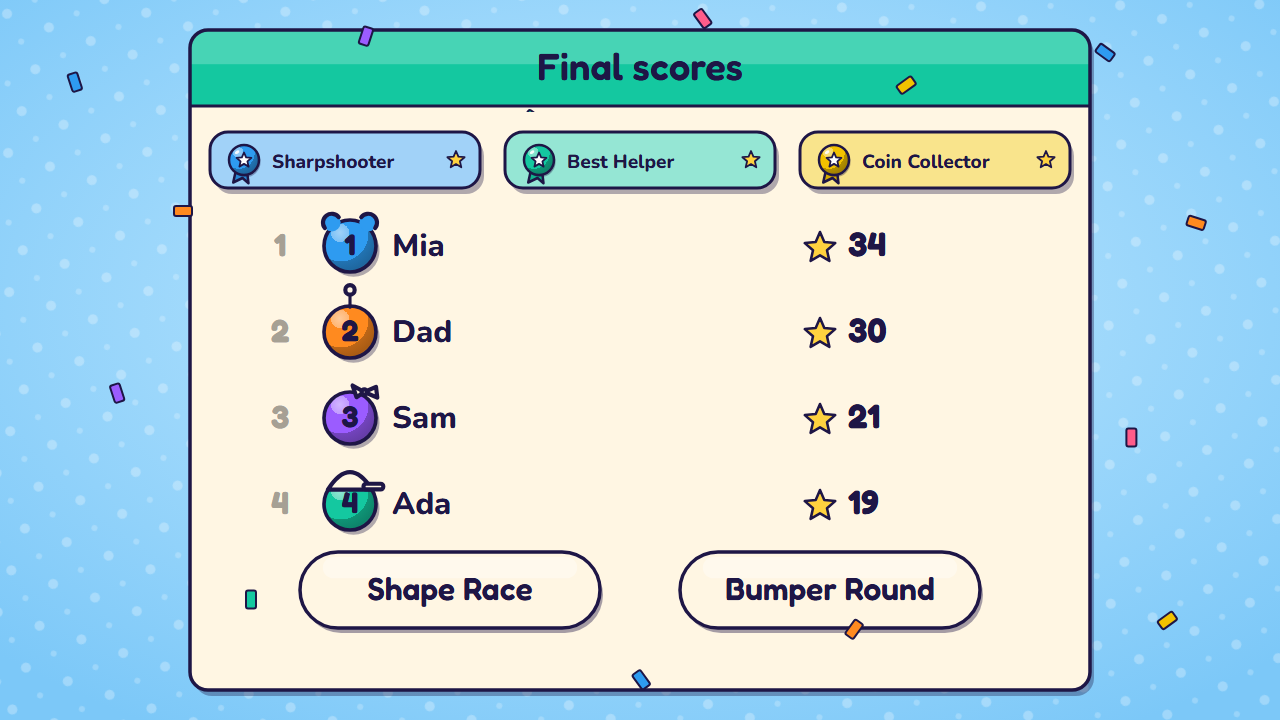 Final scores
Sharpshooter
Best Helper
Coin Collector
1 1 Mia 34
2 2 Dad 30
3 3 Sam 21
4 4 Ada 19
Shape Race
Bumper Round